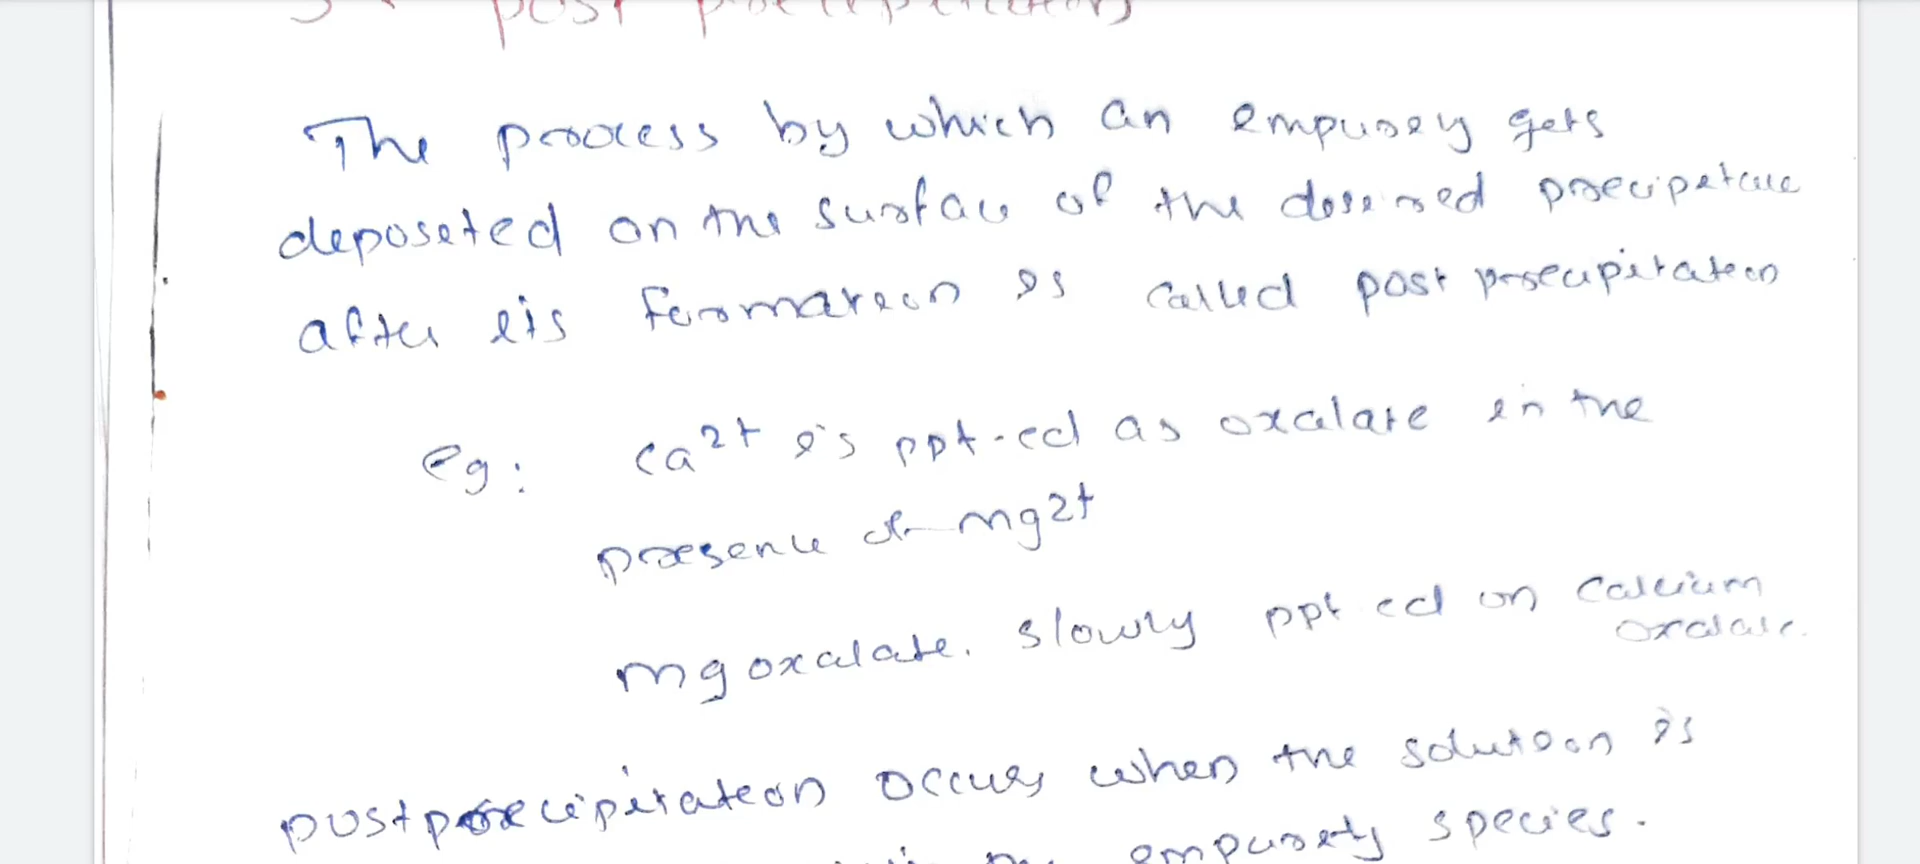 post precipitation
The process by which an impurity gets
deposited on the surface of the desired precipitate
after its formation is called post precipitation
eg: Ca2+ is ppt-ed as oxalate in the
presence of mg2+
mg oxalate. slowly ppt ed on calcium
oxalate.
postprecipitation occurs when the solution is
impurity species.